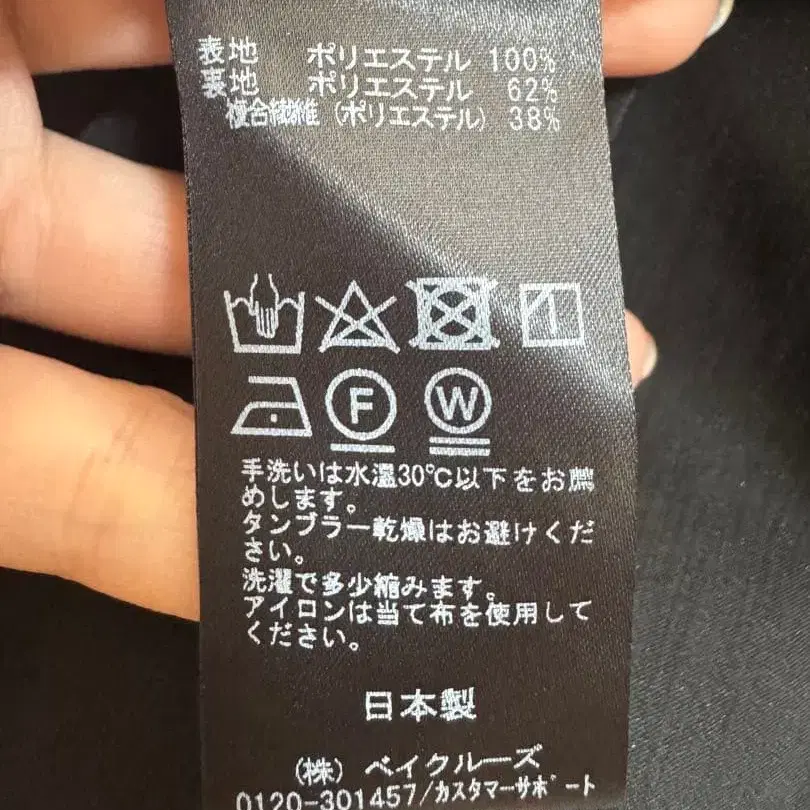 表地 ポリエステル 100%
裏地 ポリエステル 62%
複合繊維 (ポリエステル) 38%
F W
手洗いは水温30℃以下をお薦
めします。
タンブラー乾燥はお避けくだ
さい。
洗濯で多少縮みます。
アイロンは当て布を使用して
ください。
日本製
(株) ベイクルーズ
0120-301457/カスタマーサポート